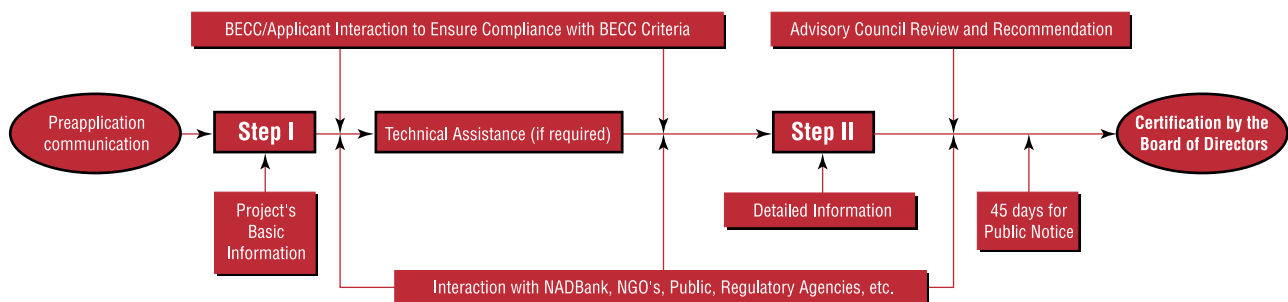 BECC/Applicant Interaction to Ensure Compliance with BECC Criteria
Advisory Council Review and Recommendation
Preapplication
communication
Step I
Technical Assistance (if required)
Step II
Certification by the
Board of Directors
Project's
Basic
Information
Detailed Information
45 days for
Public Notice
Interaction with NADBank, NGO's, Public, Regulatory Agencies, etc.